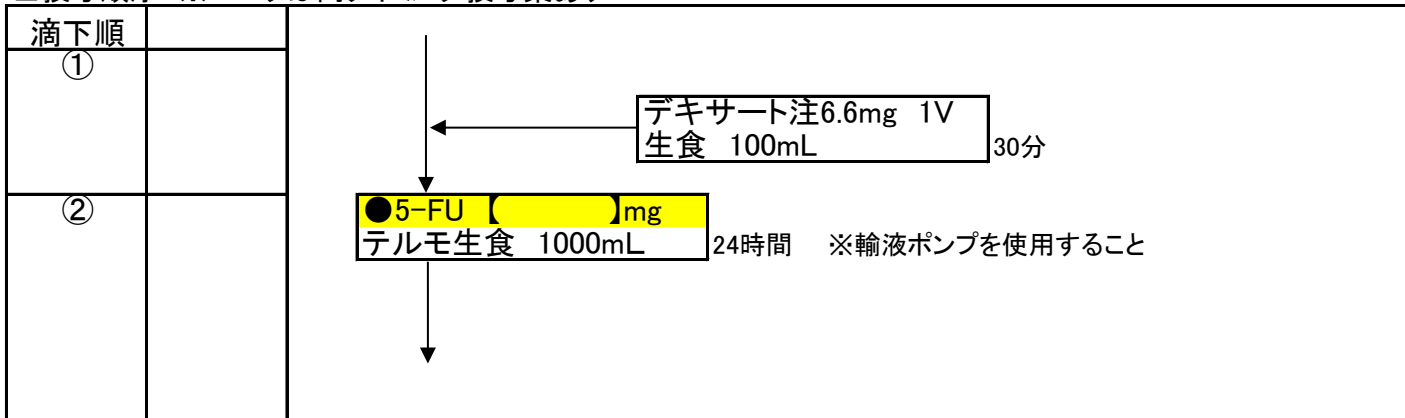 滴下順
①
デキサート注6.6mg 1V
生食 100mL
30分
②
●5-FU 【 】mg
テルモ生食 1000mL
24時間 ※輸液ポンプを使用すること